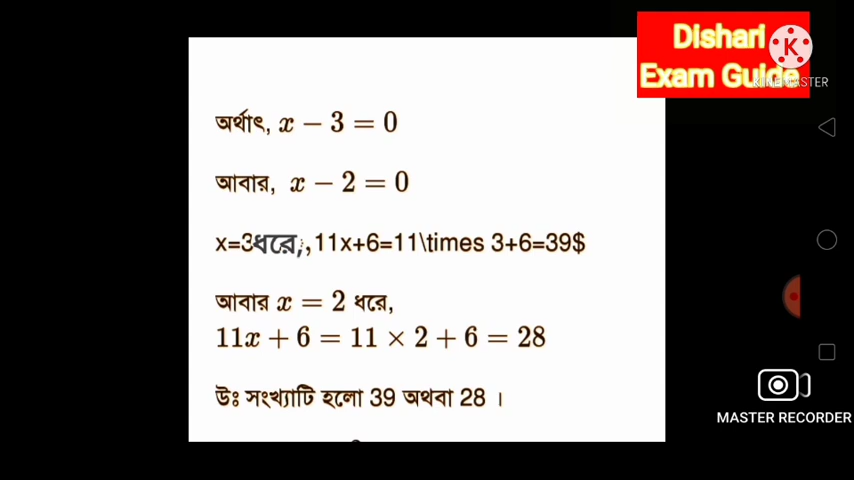 Dishari
Exam Guide
KINEMASTER
অর্থাৎ, x − 3 = 0
আবার, x − 2 = 0
x=3ধরে,,11x+6=11\times 3+6=39$
আবার x = 2 ধরে,
11x + 6 = 11 × 2 + 6 = 28
উঃ সংখ্যাটি হলো 39 অথবা 28 ।
MASTER RECORDER